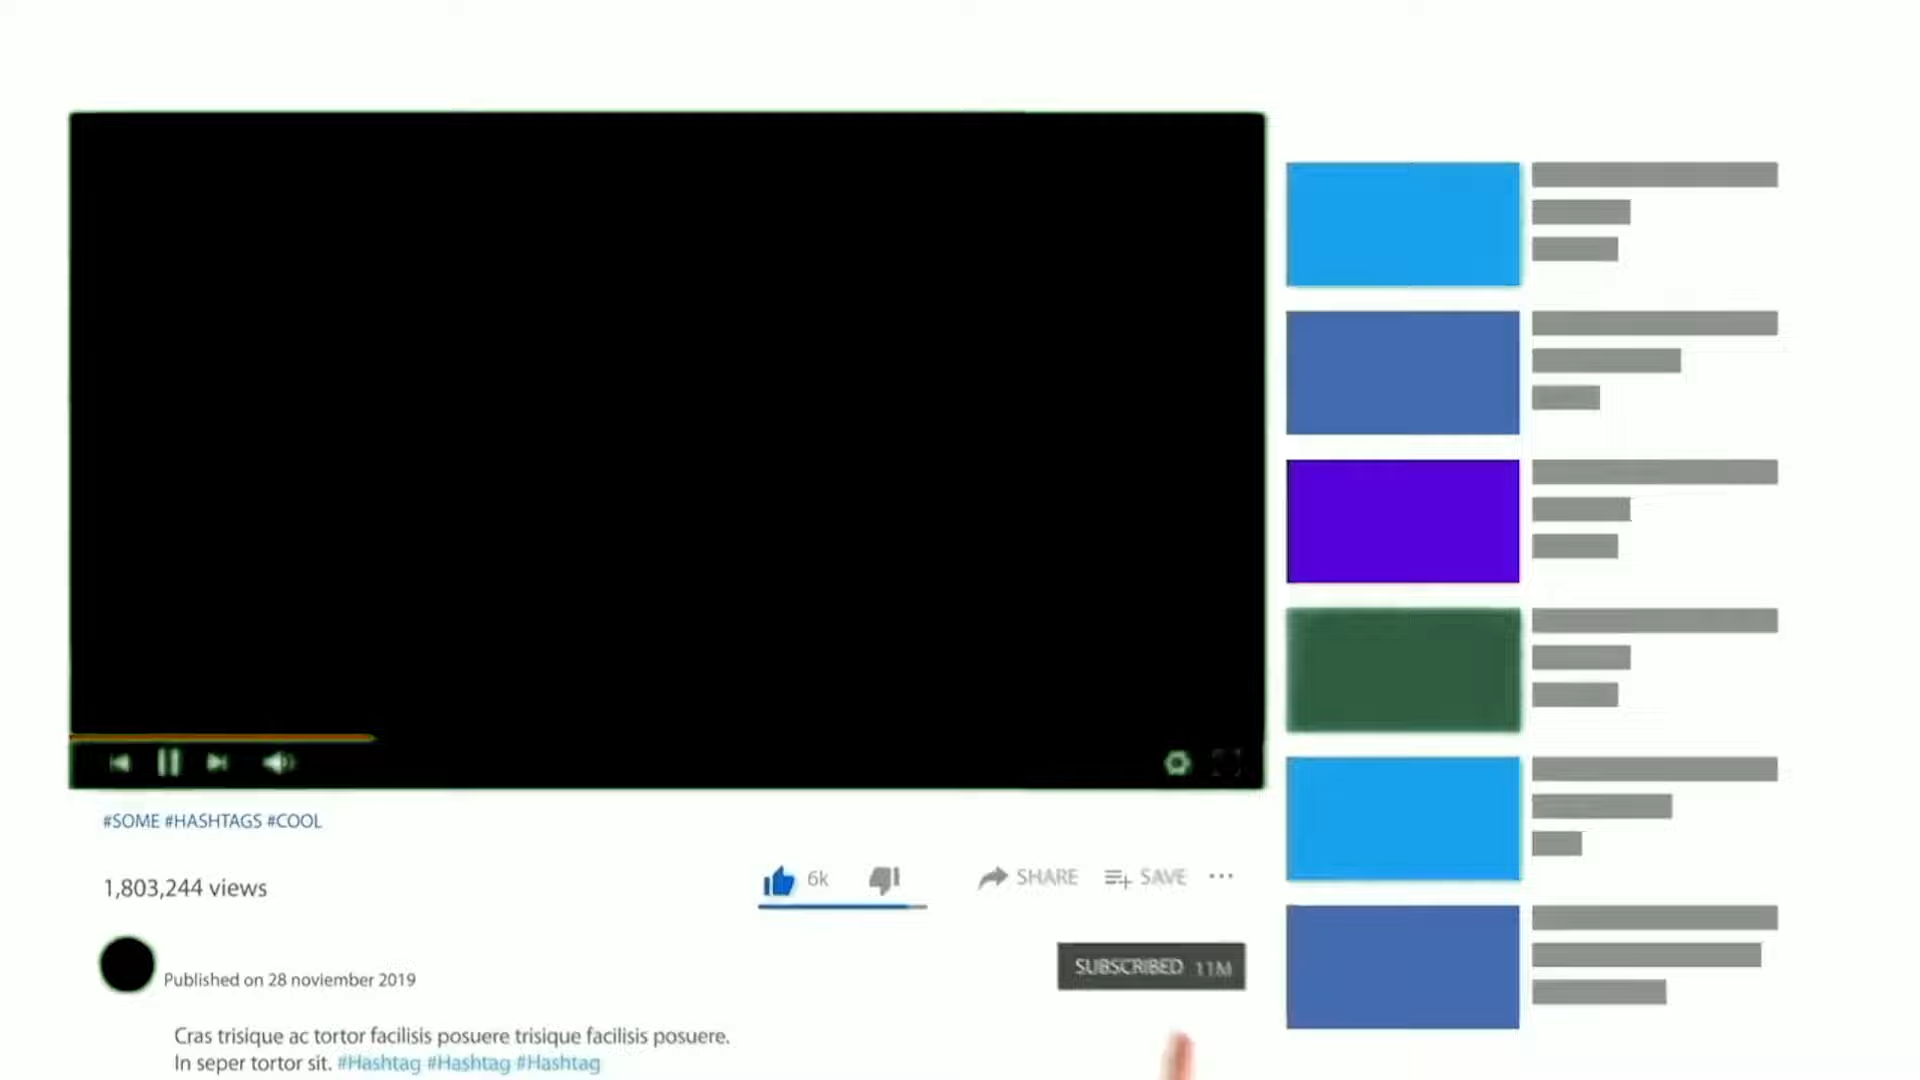 #SOME #HASHTAGS #COOL
1,803,244 views
6k
SHARE
SAVE
Published on 28 noviember 2019
SUBSCRIBED 11M
Cras trisique ac tortor facilisis posuere trisique facilisis posuere.
In seper tortor sit. #Hashtag #Hashtag #Hashtag